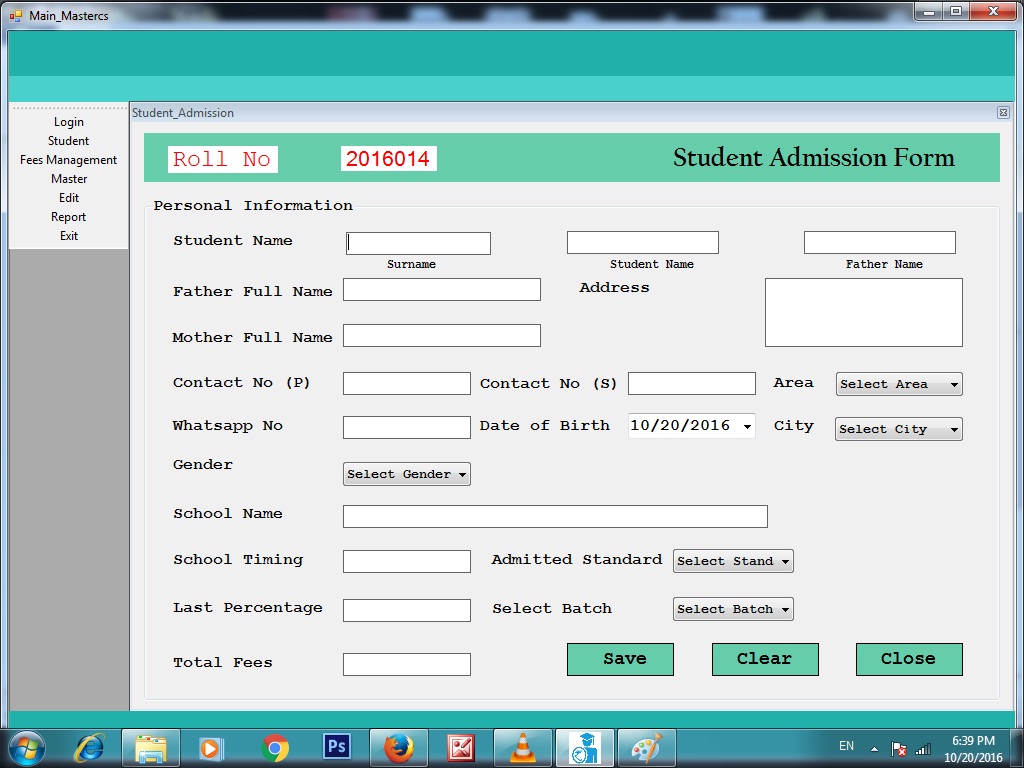 Main_Mastercs
Login
Student
Fees Management
Master
Edit
Report
Exit
Student_Admission
Roll No 2016014 Student Admission Form
Personal Information
Student Name
Surname Student Name Father Name
Father Full Name Address
Mother Full Name
Contact No (P) Contact No (S) Area Select Area
Whatsapp No Date of Birth 10/20/2016 City Select City
Gender Select Gender
School Name
School Timing Admitted Standard Select Stand
Last Percentage Select Batch Select Batch
Total Fees Save Clear Close
Ps EN 6:39 PM
10/20/2016